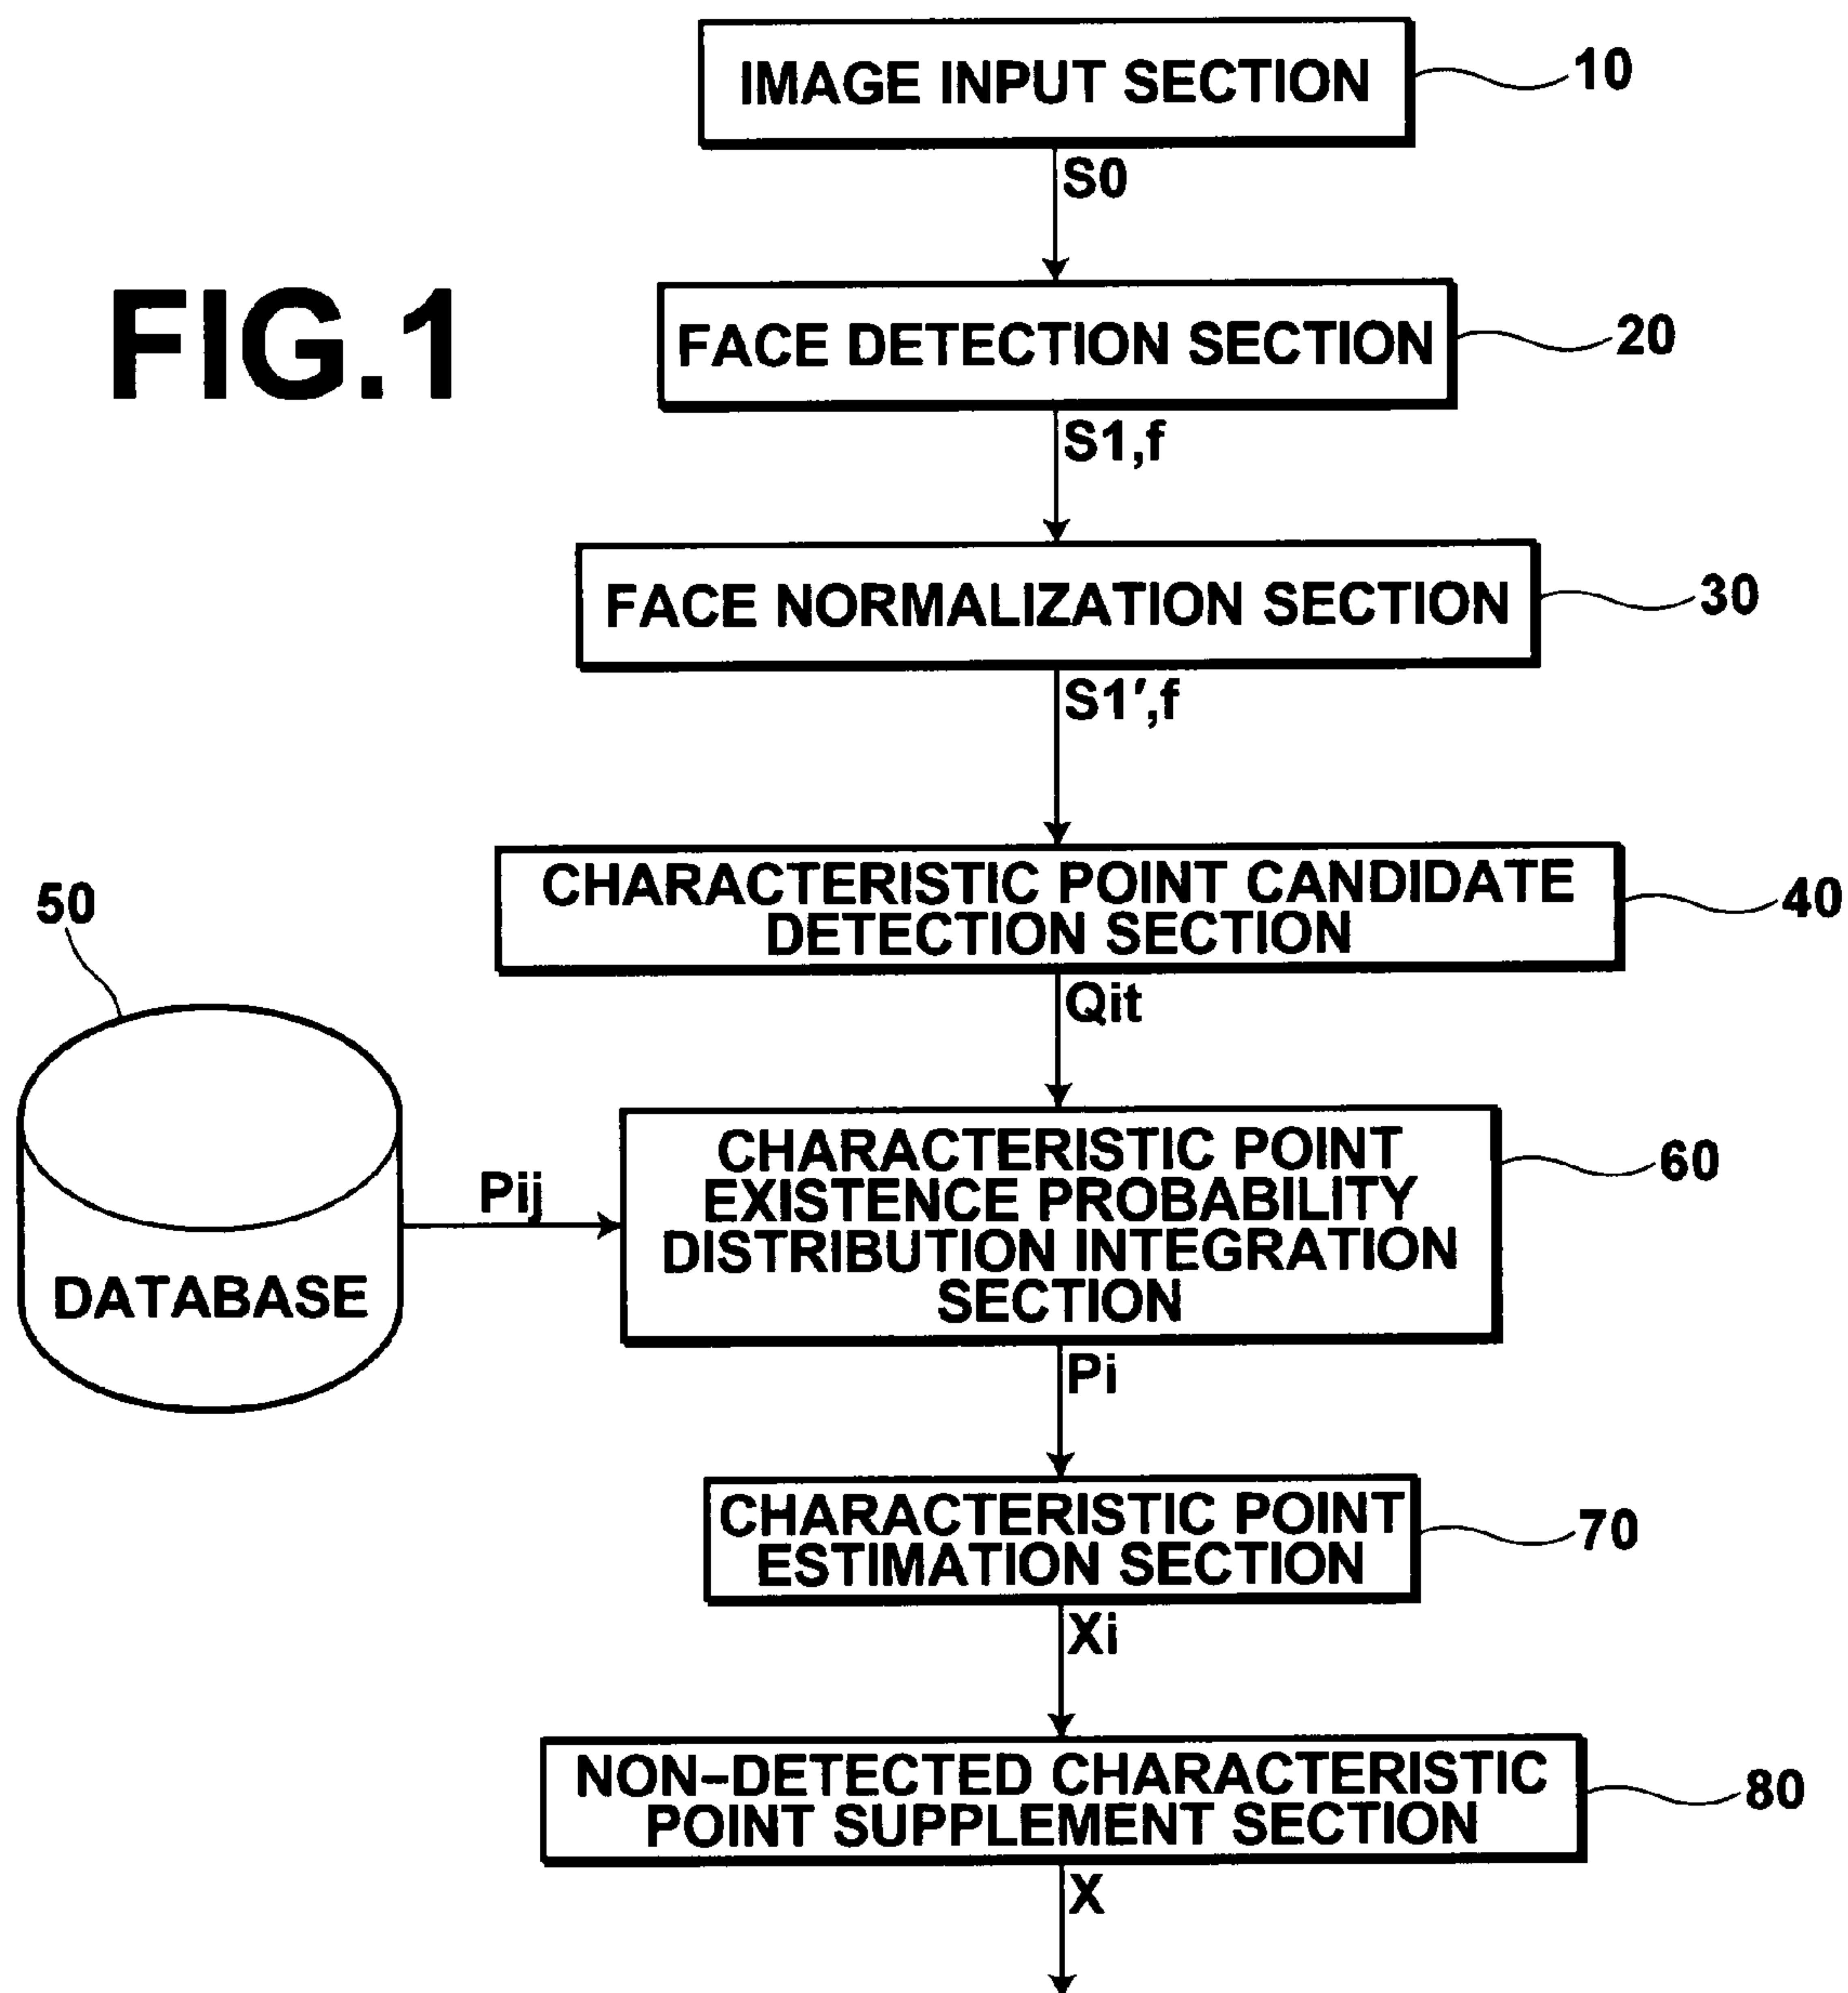 IMAGE INPUT SECTION
10
S0
FIG.1
FACE DETECTION SECTION
20
S1,f
FACE NORMALIZATION SECTION
30
S1′,f
CHARACTERISTIC POINT CANDIDATE
DETECTION SECTION
40
50
Qit
DATABASE
Pij
CHARACTERISTIC POINT
EXISTENCE PROBABILITY
DISTRIBUTION INTEGRATION
SECTION
60
Pi
CHARACTERISTIC POINT
ESTIMATION SECTION
70
Xi
NON-DETECTED CHARACTERISTIC
POINT SUPPLEMENT SECTION
80
X